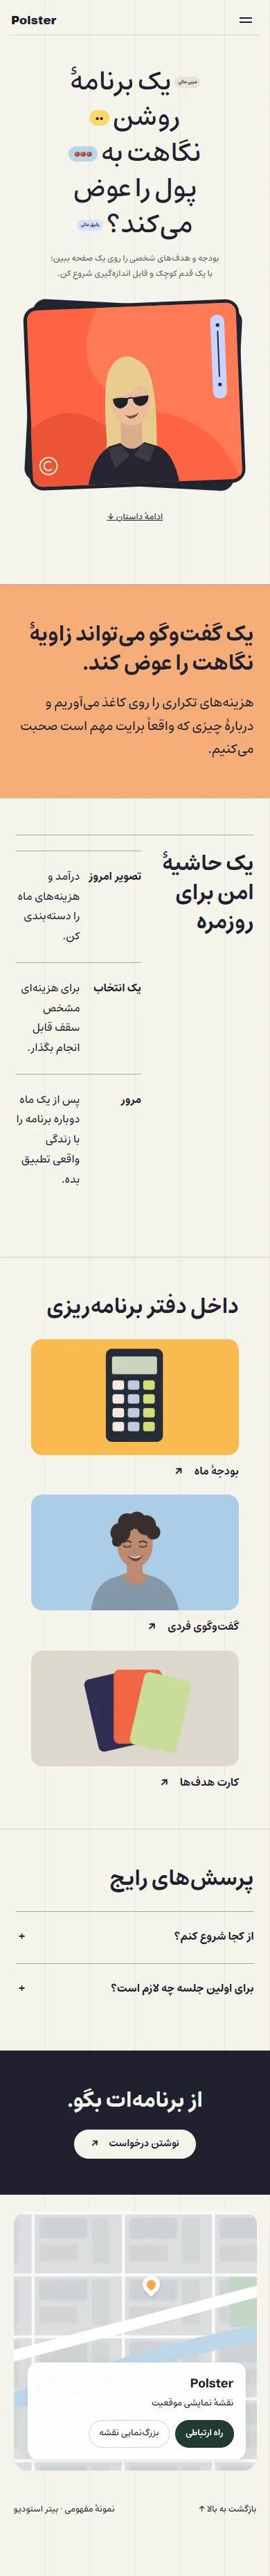 Polster
مربی مالی یک برنامهٔ
روشن
نگاهت به
پول را عوض
می‌کند؟ رفیق مالی
بودجه و هدف‌های شخصی را روی یک صفحه ببین؛
با یک قدم کوچک و قابل اندازه‌گیری شروع کن.
ادامهٔ داستان ↓
یک گفت‌وگو می‌تواند زاویهٔ
نگاهت را عوض کند.
هزینه‌های تکراری را روی کاغذ می‌آوریم و
دربارهٔ چیزی که واقعاً برایت مهم است صحبت
می‌کنیم.
یک حاشیهٔ
امن برای
روزمره
تصویر امروز
درآمد و
هزینه‌های ماه
را دسته‌بندی
کن.
یک انتخاب
برای هزینه‌ای
مشخص
سقف قابل
انجام بگذار.
مرور
پس از یک ماه
دوباره برنامه را
با زندگی
واقعی تطبیق
بده.
داخل دفتر برنامه‌ریزی
بودجهٔ ماه ↗
گفت‌وگوی فردی ↗
کارت هدف‌ها ↗
پرسش‌های رایج
از کجا شروع کنم؟ +
برای اولین جلسه چه لازم است؟ +
از برنامه‌ات بگو.
نوشتن درخواست ↗
Polster
نقشهٔ نمایشی موقعیت
راه ارتباطی
بزرگ‌نمایی نقشه
بازگشت به بالا ↑
نمونهٔ مفهومی · بیتر استودیو